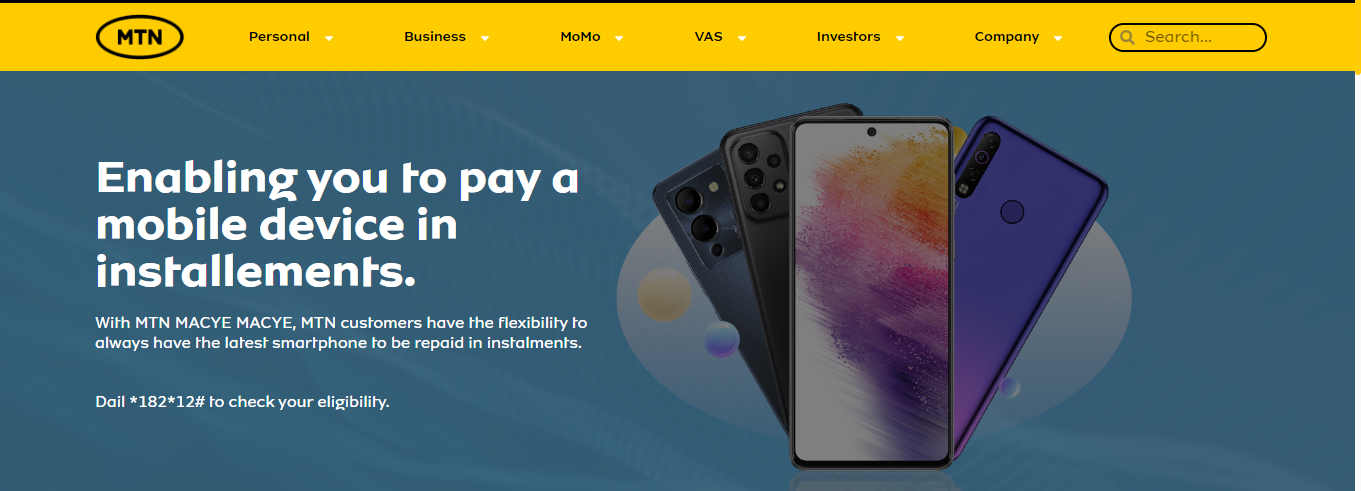 MTN
Personal
Business
MoMo
VAS
Investors
Company
Search...
Enabling you to pay a
mobile device in
installements.
With MTN MACYE MACYE, MTN customers have the flexibility to
always have the latest smartphone to be repaid in instalments.
Dail *182*12# to check your eligibility.